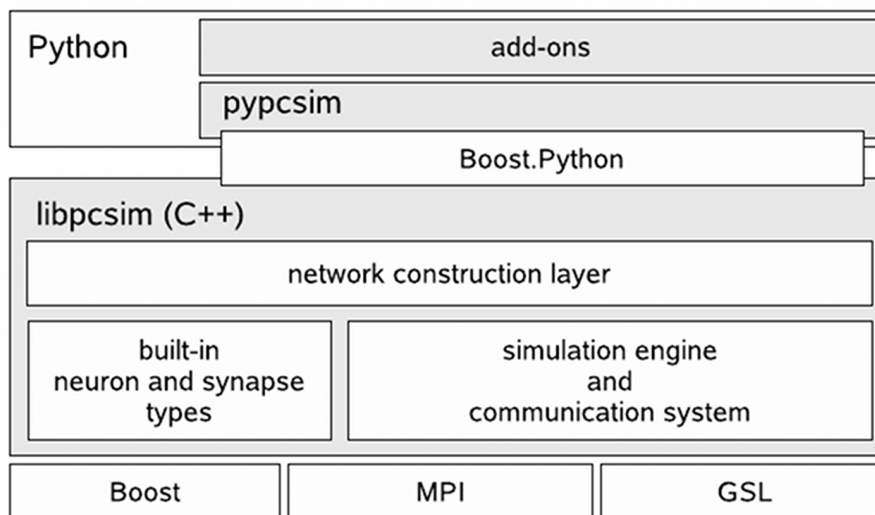 Python
add-ons
pypcsim
Boost.Python
libpcsim (C++)
network construction layer
built-in
neuron and synapse
types
simulation engine
and
communication system
Boost
MPI
GSL